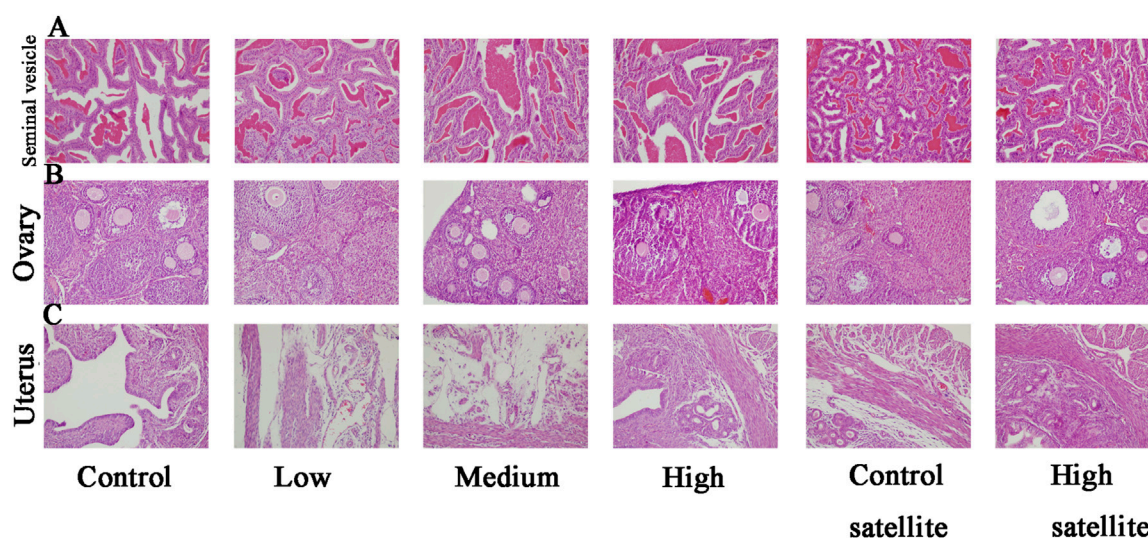 A
Seminal vesicle
B
Ovary
C
Uterus
Control Low Medium High Control satellite High satellite